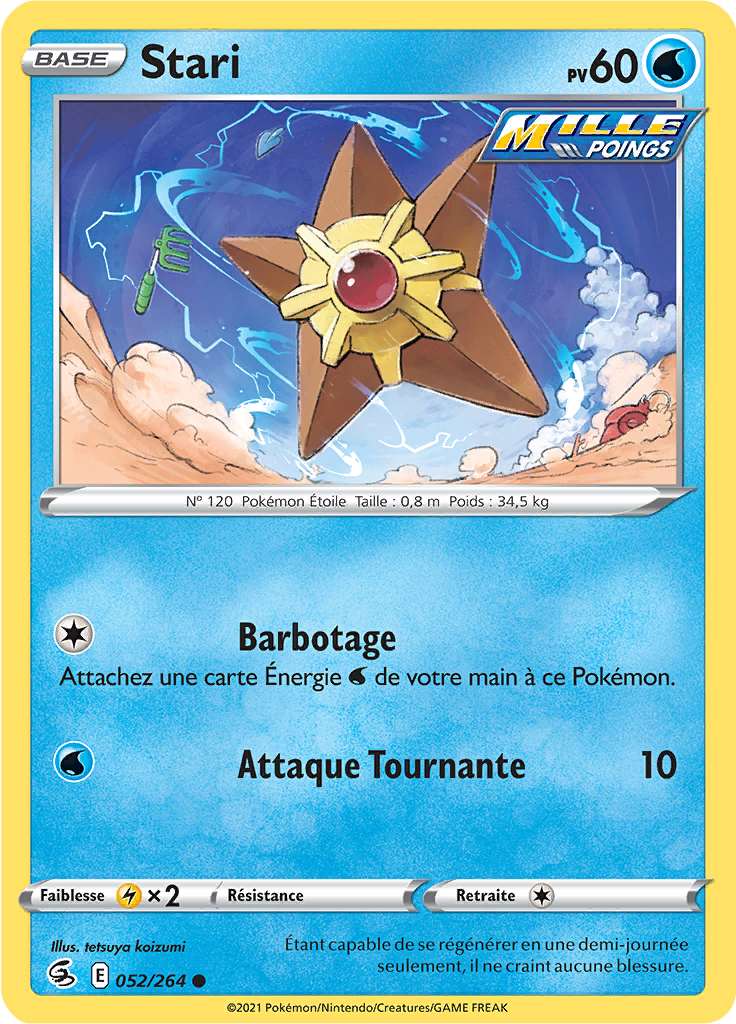 BASE
Stari
PV60
MILLE
POINGS
N° 120 Pokémon Étoile Taille : 0,8 m Poids : 34,5 kg
Barbotage
Attachez une carte Énergie de votre main à ce Pokémon.
Attaque Tournante 10
Faiblesse ×2 Résistance Retraite
Illus. tetsuya koizumi
Étant capable de se régénérer en une demi-journée
seulement, il ne craint aucune blessure.
E 052/264
©2021 Pokémon/Nintendo/Creatures/GAME FREAK